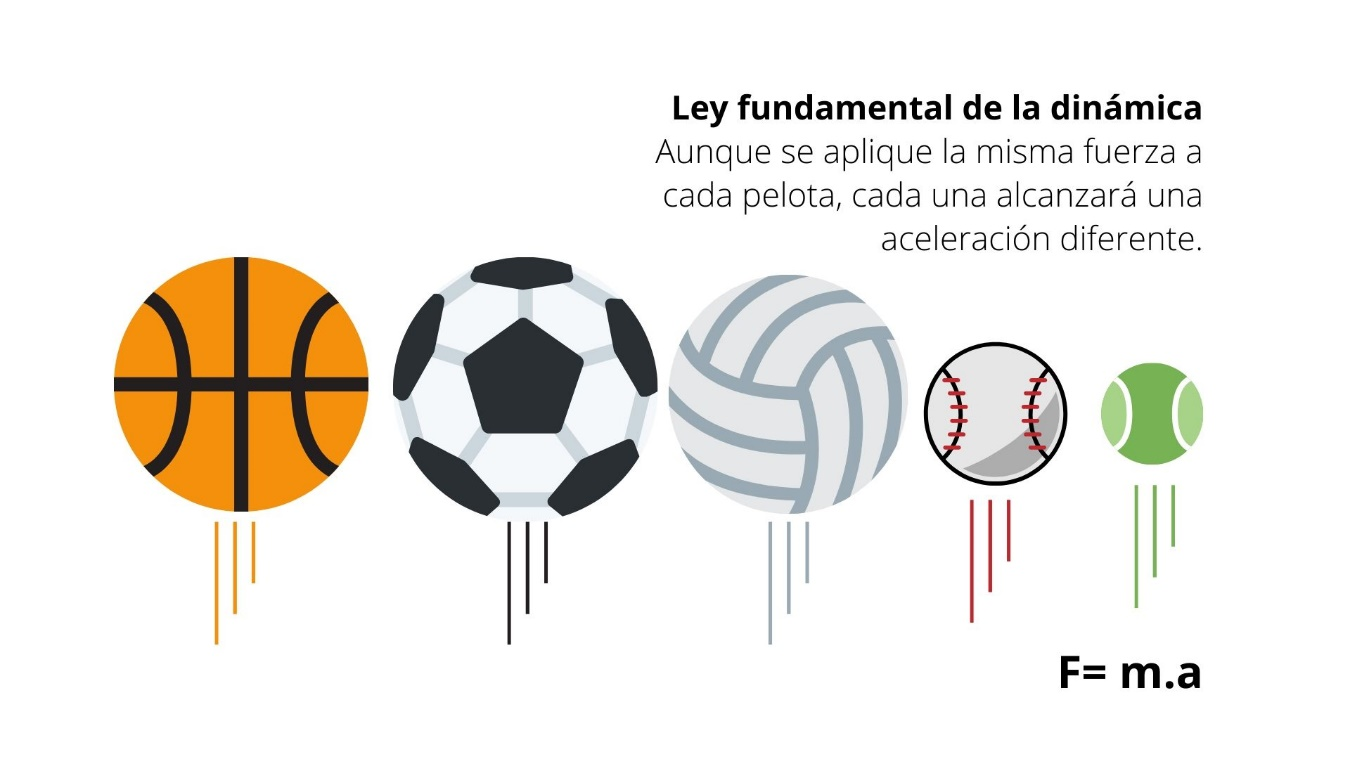 Ley fundamental de la dinámica
Aunque se aplique la misma fuerza a
cada pelota, cada una alcanzará una
aceleración diferente.
F= m.a